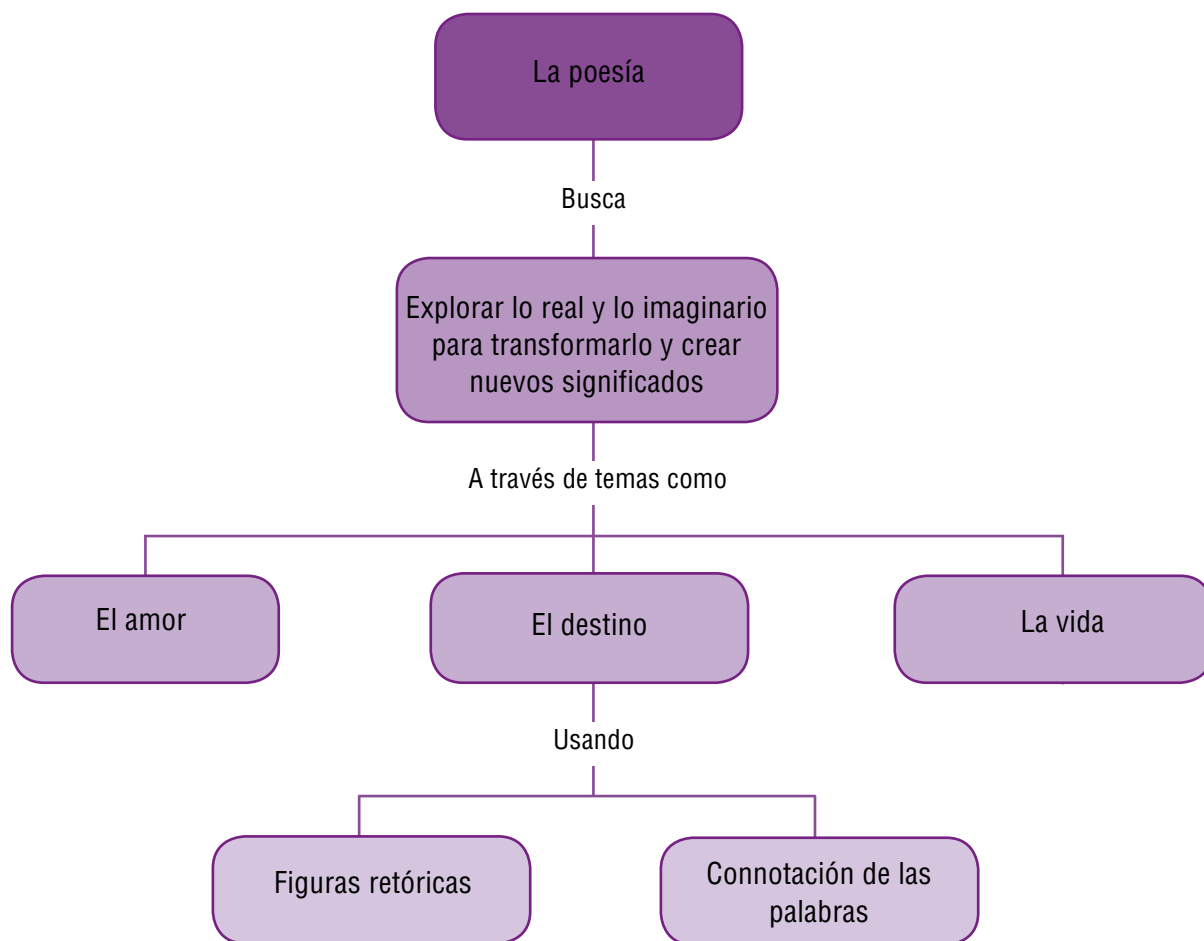 La poesía
Busca
Explorar lo real y lo imaginario
para transformarlo y crear
nuevos significados
A través de temas como
El amor
El destino
La vida
Usando
Figuras retóricas
Connotación de las
palabras